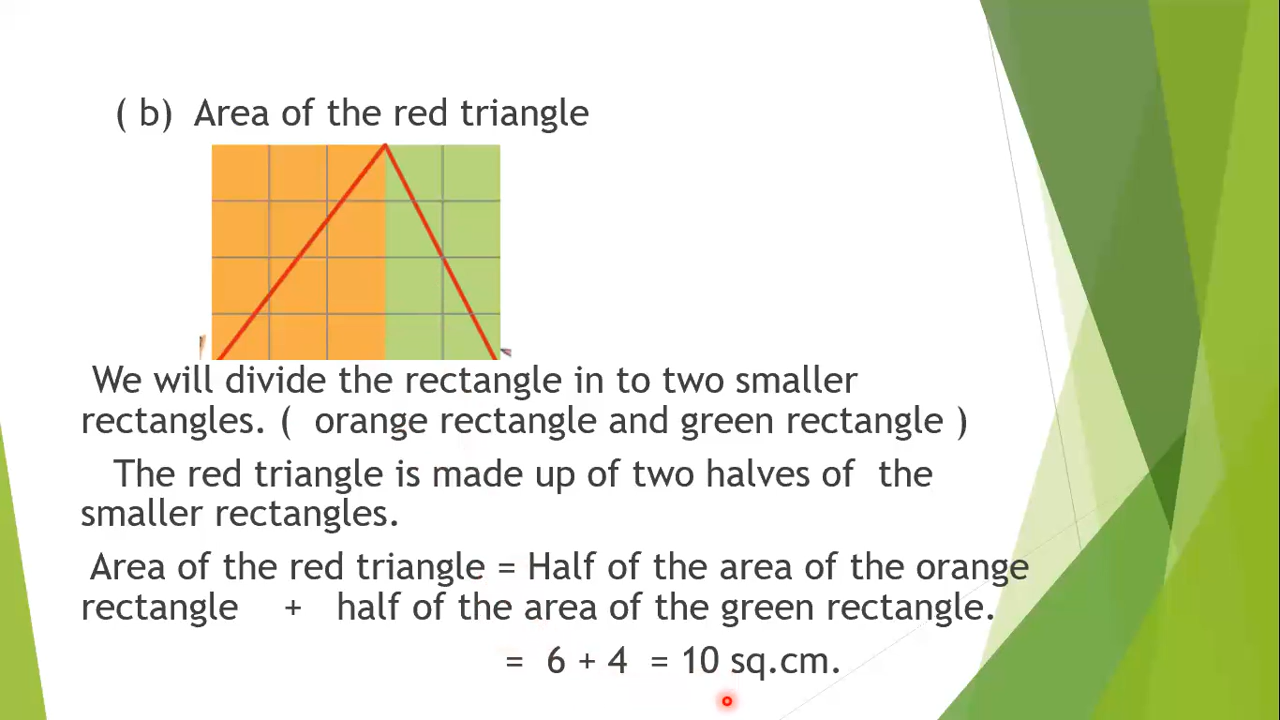 ( b) Area of the red triangle
We will divide the rectangle in to two smaller
rectangles. ( orange rectangle and green rectangle )
The red triangle is made up of two halves of the
smaller rectangles.
Area of the red triangle = Half of the area of the orange
rectangle + half of the area of the green rectangle.
= 6 + 4 = 10 sq.cm.